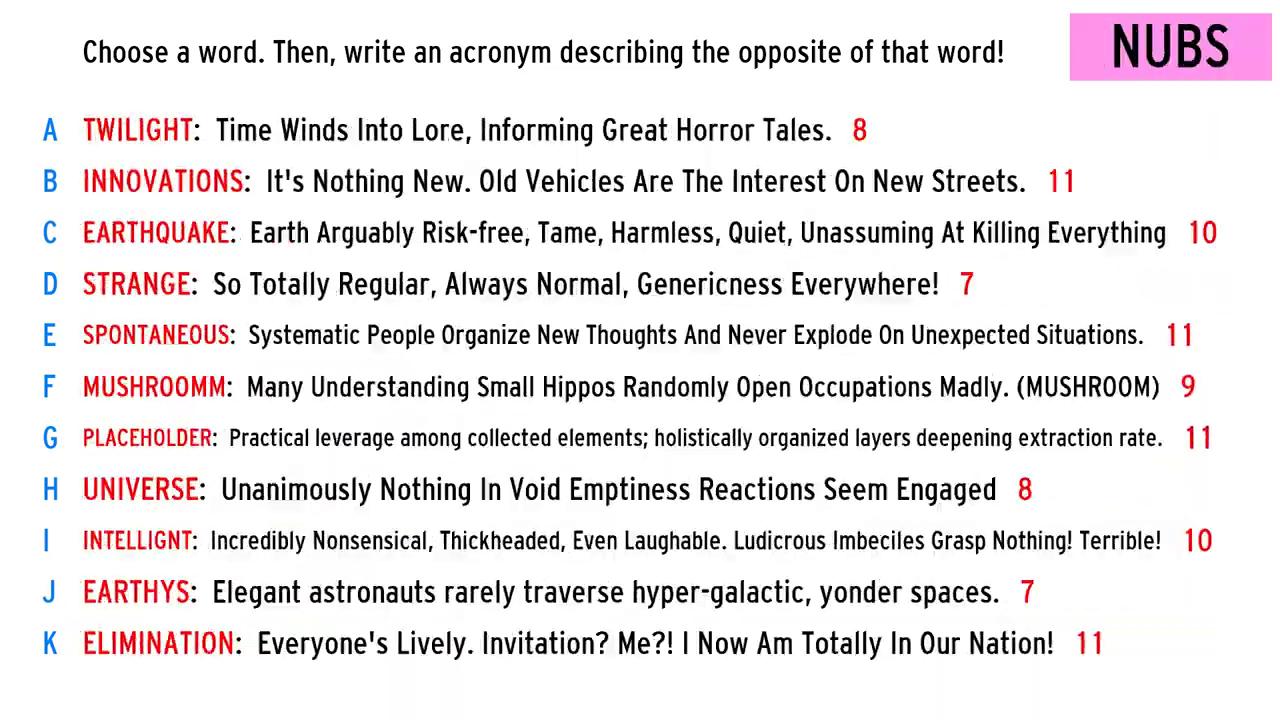 Choose a word. Then, write an acronym describing the opposite of that word!
NUBS
A TWILIGHT: Time Winds Into Lore, Informing Great Horror Tales. 8
B INNOVATIONS: It's Nothing New. Old Vehicles Are The Interest On New Streets. 11
C EARTHQUAKE: Earth Arguably Risk-free, Tame, Harmless, Quiet, Unassuming At Killing Everything 10
D STRANGE: So Totally Regular, Always Normal, Genericness Everywhere! 7
E SPONTANEOUS: Systematic People Organize New Thoughts And Never Explode On Unexpected Situations. 11
F MUSHROOMM: Many Understanding Small Hippos Randomly Open Occupations Madly. (MUSHROOM) 9
G PLACEHOLDER: Practical leverage among collected elements; holistically organized layers deepening extraction rate. 11
H UNIVERSE: Unanimously Nothing In Void Emptiness Reactions Seem Engaged 8
I INTELLIGNT: Incredibly Nonsensical, Thickheaded, Even Laughable. Ludicrous Imbeciles Grasp Nothing! Terrible! 10
J EARTHYS: Elegant astronauts rarely traverse hyper-galactic, yonder spaces. 7
K ELIMINATION: Everyone's Lively. Invitation? Me?! I Now Am Totally In Our Nation! 11